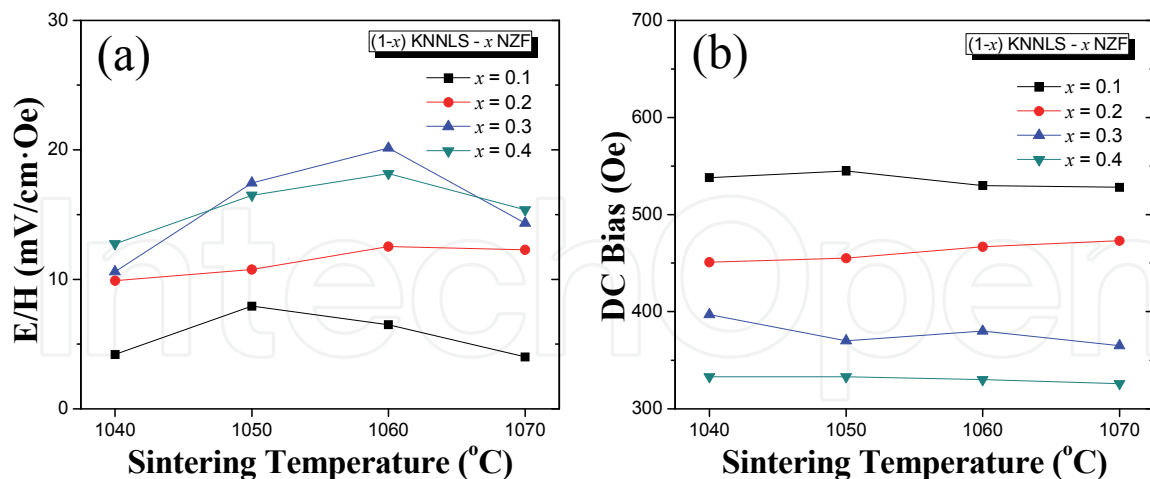 (a)
(1-x) KNNLS - x NZF
x = 0.1
x = 0.2
x = 0.3
x = 0.4
30
20
10
0
E/H (mV/cm·Oe)
1040 1050 1060 1070
Sintering Temperature (°C)
(b)
(1-x) KNNLS - x NZF
x = 0.1
x = 0.2
x = 0.3
x = 0.4
700
600
500
400
300
DC Bias (Oe)
1040 1050 1060 1070
Sintering Temperature (°C)
IntechOpen